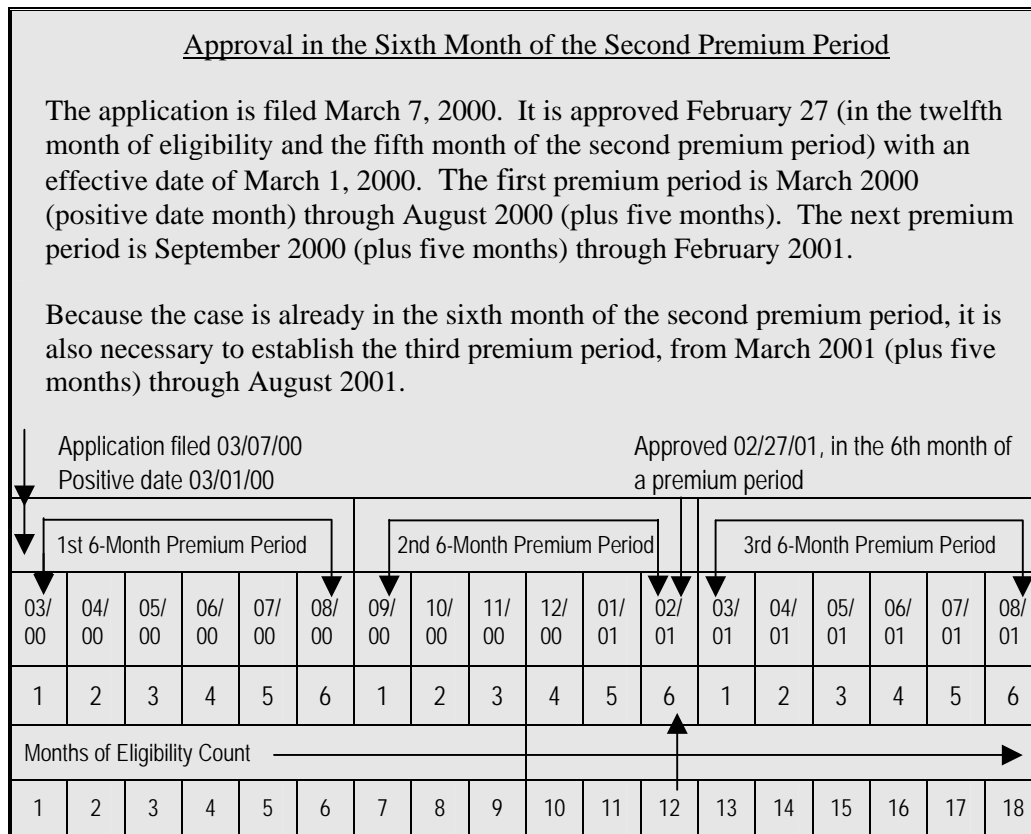 Approval in the Sixth Month of the Second Premium Period
The application is filed March 7, 2000. It is approved February 27 (in the twelfth
month of eligibility and the fifth month of the second premium period) with an
effective date of March 1, 2000. The first premium period is March 2000
(positive date month) through August 2000 (plus five months). The next premium
period is September 2000 (plus five months) through February 2001.
Because the case is already in the sixth month of the second premium period, it is
also necessary to establish the third premium period, from March 2001 (plus five
months) through August 2001.
Application filed 03/07/00
Positive date 03/01/00
Approved 02/27/01, in the 6th month of
a premium period
1st 6-Month Premium Period 2nd 6-Month Premium Period 3rd 6-Month Premium Period
03/ 04/ 05/ 06/ 07/ 08/ 09/ 10/ 11/ 12/ 01/ 02/ 03/ 04/ 05/ 06/ 07/ 08/
00 00 00 00 00 00 00 00 00 00 01 01 01 01 01 01 01 01
1 2 3 4 5 6 1 2 3 4 5 6 1 2 3 4 5 6
Months of Eligibility Count
1 2 3 4 5 6 7 8 9 10 11 12 13 14 15 16 17 18